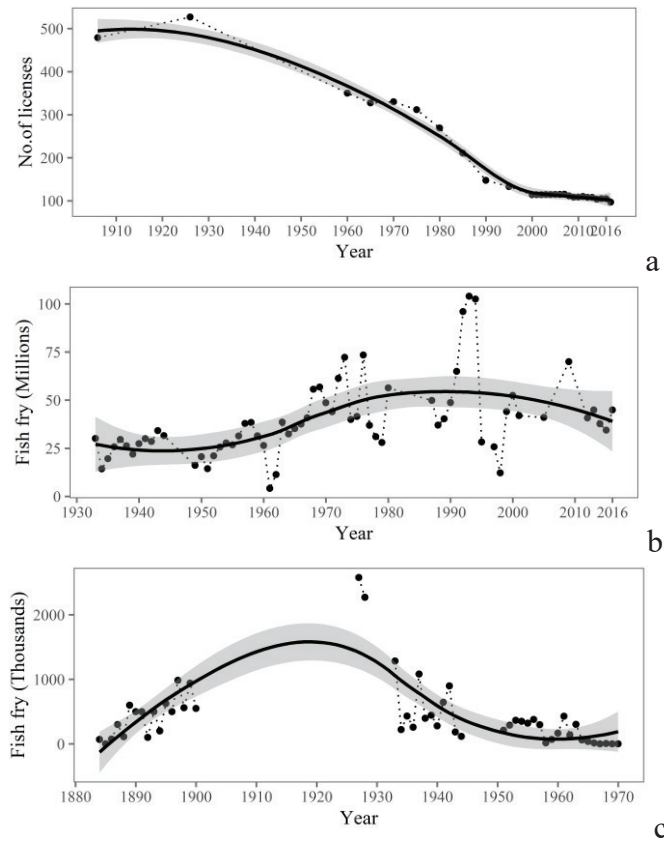 500
400
300
200
100
No.of licenses
1910 1920 1930 1940 1950 1960 1970 1980 1990 2000 2010 2016
Year
a
100
75
50
25
0
Fish fry (Millions)
1930 1940 1950 1960 1970 1980 1990 2000 2010 2016
Year
b
2000
1000
0
Fish fry (Thousands)
1880 1890 1900 1910 1920 1930 1940 1950 1960 1970
Year
c